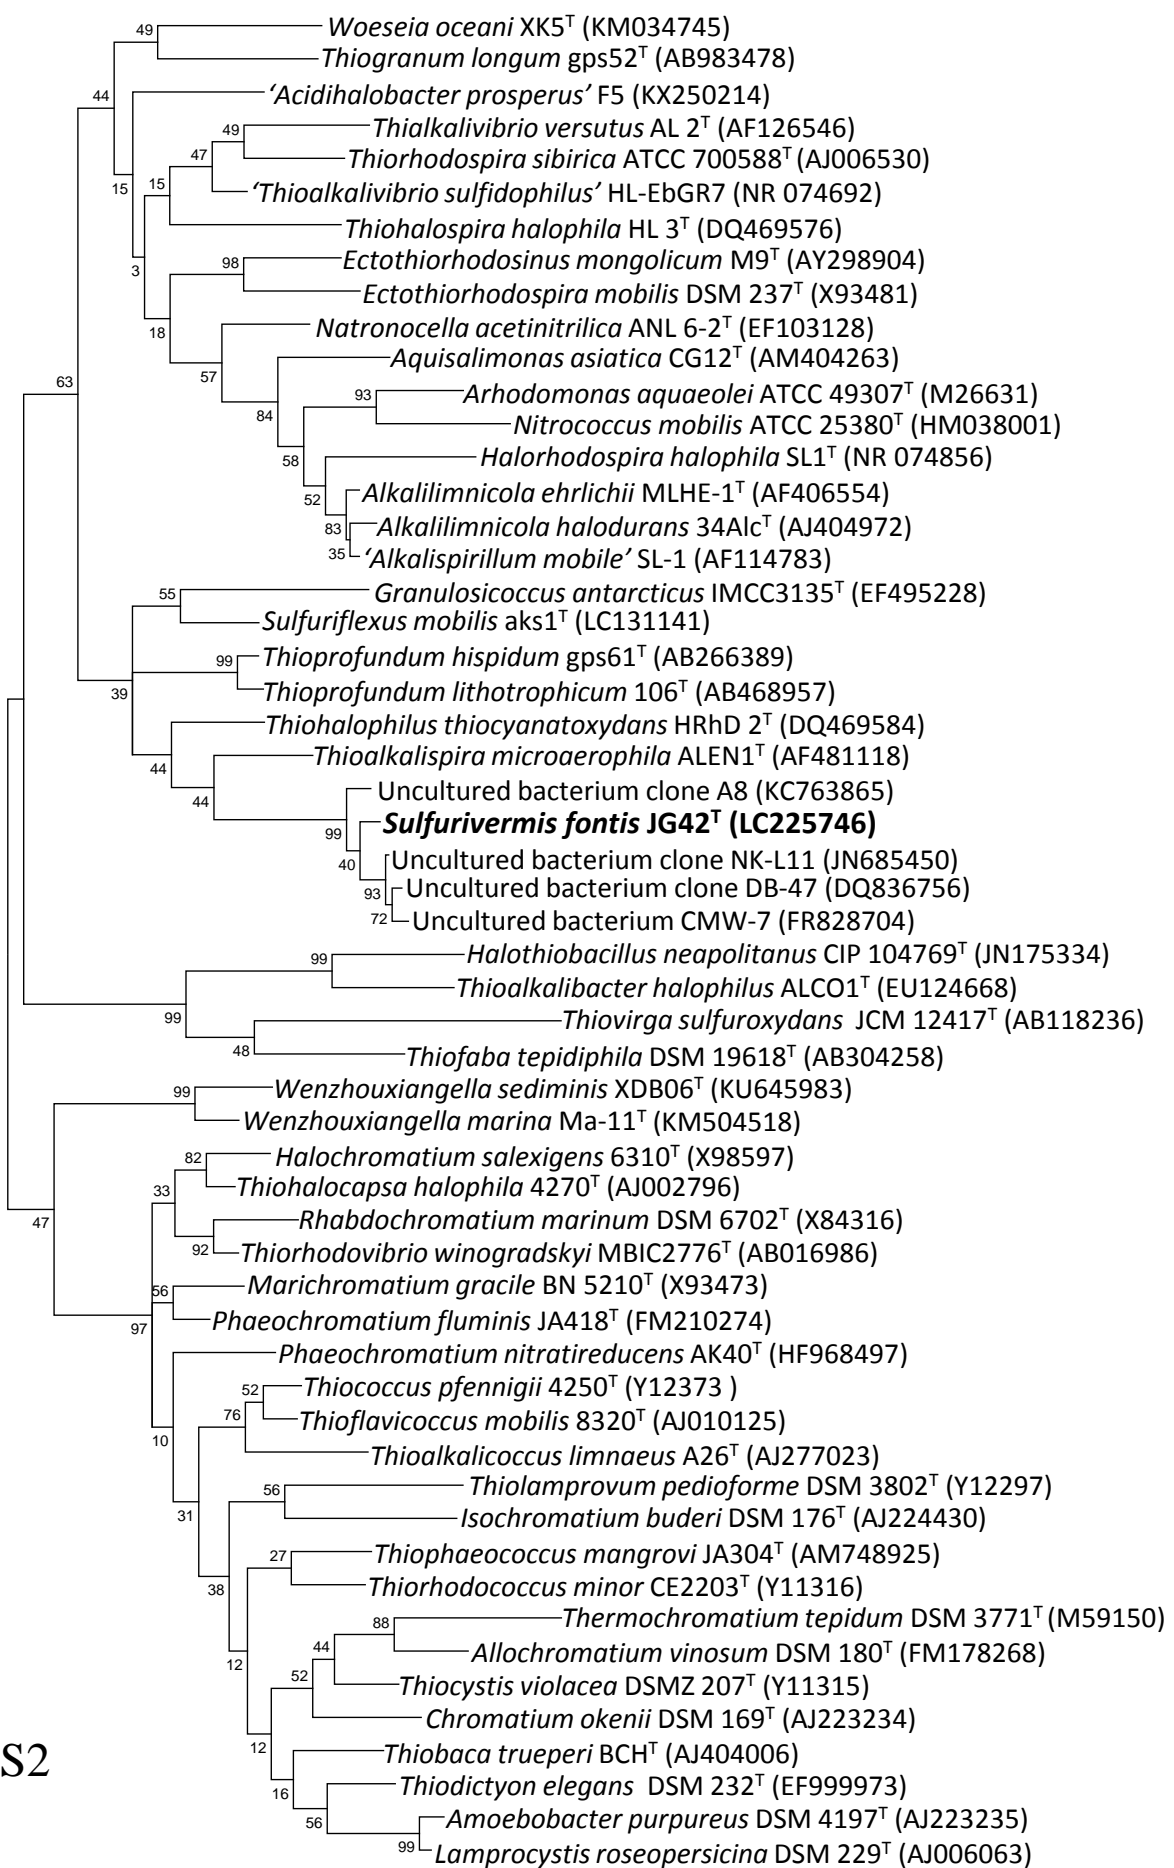 49
Woeseia oceani XK5ᵀ (KM034745)
Thiogranum longum gps52ᵀ (AB983478)
44
‘Acidihalobacter prosperus’ F5 (KX250214)
49
Thialkalivibrio versutus AL 2ᵀ (AF126546)
47
Thiorhodospira sibirica ATCC 700588ᵀ (AJ006530)
15
15
‘Thioalkalivibrio sulfidophilus’ HL-EbGR7 (NR 074692)
Thiohalospira halophila HL 3ᵀ (DQ469576)
3
98
Ectothiorhodosinus mongolicum M9ᵀ (AY298904)
Ectothiorhodospira mobilis DSM 237ᵀ (X93481)
18
Natronocella acetinitrilica ANL 6-2ᵀ (EF103128)
57
Aquisalimonas asiatica CG12ᵀ (AM404263)
63
93
Arhodomonas aquaeolei ATCC 49307ᵀ (M26631)
84
Nitrococcus mobilis ATCC 25380ᵀ (HM038001)
58
Halorhodospira halophila SL1ᵀ (NR 074856)
52
Alkalilimnicola ehrlichii MLHE-1ᵀ (AF406554)
83
Alkalilimnicola halodurans 34Alcᵀ (AJ404972)
35
‘Alkalispirillum mobile’ SL-1 (AF114783)
55
Granulosicoccus antarcticus IMCC3135ᵀ (EF495228)
Sulfuriflexus mobilis aks1ᵀ (LC131141)
99
Thioprofundum hispidum gps61ᵀ (AB266389)
39
Thioprofundum lithotrophicum 106ᵀ (AB468957)
Thiohalophilus thiocyanatoxydans HRhD 2ᵀ (DQ469584)
44
Thioalkalispira microaerophila ALEN1ᵀ (AF481118)
44
Uncultured bacterium clone A8 (KC763865)
99
Sulfurivermis fontis JG42ᵀ (LC225746)
40
Uncultured bacterium clone NK-L11 (JN685450)
93
Uncultured bacterium clone DB-47 (DQ836756)
72
Uncultured bacterium CMW-7 (FR828704)
99
Halothiobacillus neapolitanus CIP 104769ᵀ (JN175334)
Thioalkalibacter halophilus ALCO1ᵀ (EU124668)
99
Thiovirga sulfuroxydans JCM 12417ᵀ (AB118236)
48
Thiofaba tepidiphila DSM 19618ᵀ (AB304258)
99
Wenzhouxiangella sediminis XDB06ᵀ (KU645983)
Wenzhouxiangella marina Ma-11ᵀ (KM504518)
82
Halochromatium salexigens 6310ᵀ (X98597)
33
Thiohalocapsa halophila 4270ᵀ (AJ002796)
47
Rhabdochromatium marinum DSM 6702ᵀ (X84316)
92
Thiorhodovibrio winogradskyi MBIC2776ᵀ (AB016986)
56
Marichromatium gracile BN 5210ᵀ (X93473)
97
Phaeochromatium fluminis JA418ᵀ (FM210274)
Phaeochromatium nitratireducens AK40ᵀ (HF968497)
52
Thiococcus pfennigii 4250ᵀ (Y12373 )
76
Thioflavicoccus mobilis 8320ᵀ (AJ010125)
10
Thioalkalicoccus limnaeus A26ᵀ (AJ277023)
56
Thiolamprovum pedioforme DSM 3802ᵀ (Y12297)
31
Isochromatium buderi DSM 176ᵀ (AJ224430)
27
Thiophaeococcus mangrovi JA304ᵀ (AM748925)
38
Thiorhodococcus minor CE2203ᵀ (Y11316)
88
Thermochromatium tepidum DSM 3771ᵀ (M59150)
44
Allochromatium vinosum DSM 180ᵀ (FM178268)
12
52
Thiocystis violacea DSMZ 207ᵀ (Y11315)
Chromatium okenii DSM 169ᵀ (AJ223234)
12
Thiobaca trueperi BCHᵀ (AJ404006)
S2
16
Thiodictyon elegans DSM 232ᵀ (EF999973)
56
Amoebobacter purpureus DSM 4197ᵀ (AJ223235)
99
Lamprocystis roseopersicina DSM 229ᵀ (AJ006063)